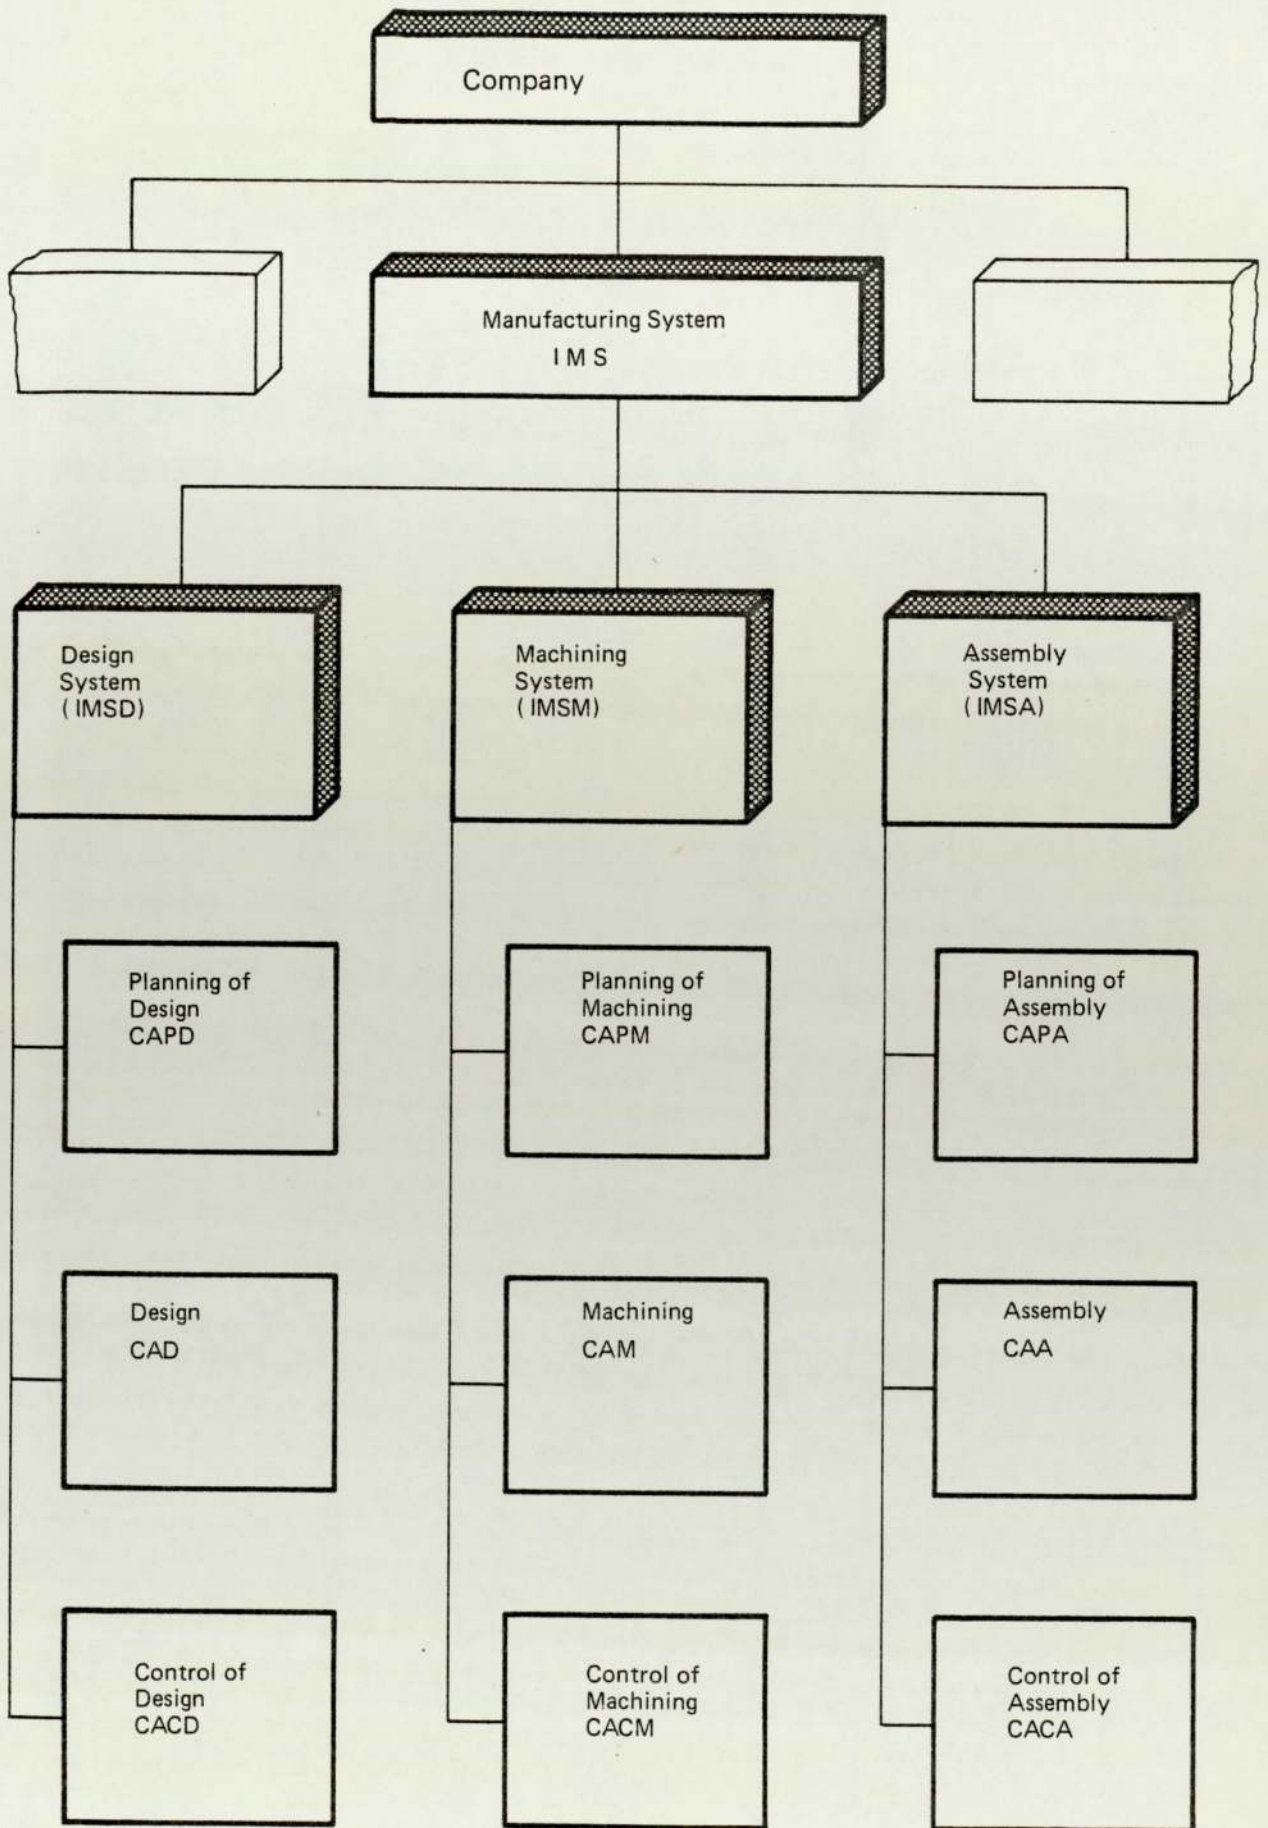 Company
Manufacturing System
I M S
Design
System
( IMSD)
Machining
System
( IMSM)
Assembly
System
( IMSA)
Planning of
Design
CAPD
Planning of
Machining
CAPM
Planning of
Assembly
CAPA
Design
CAD
Machining
CAM
Assembly
CAA
Control of
Design
CACD
Control of
Machining
CACM
Control of
Assembly
CACA